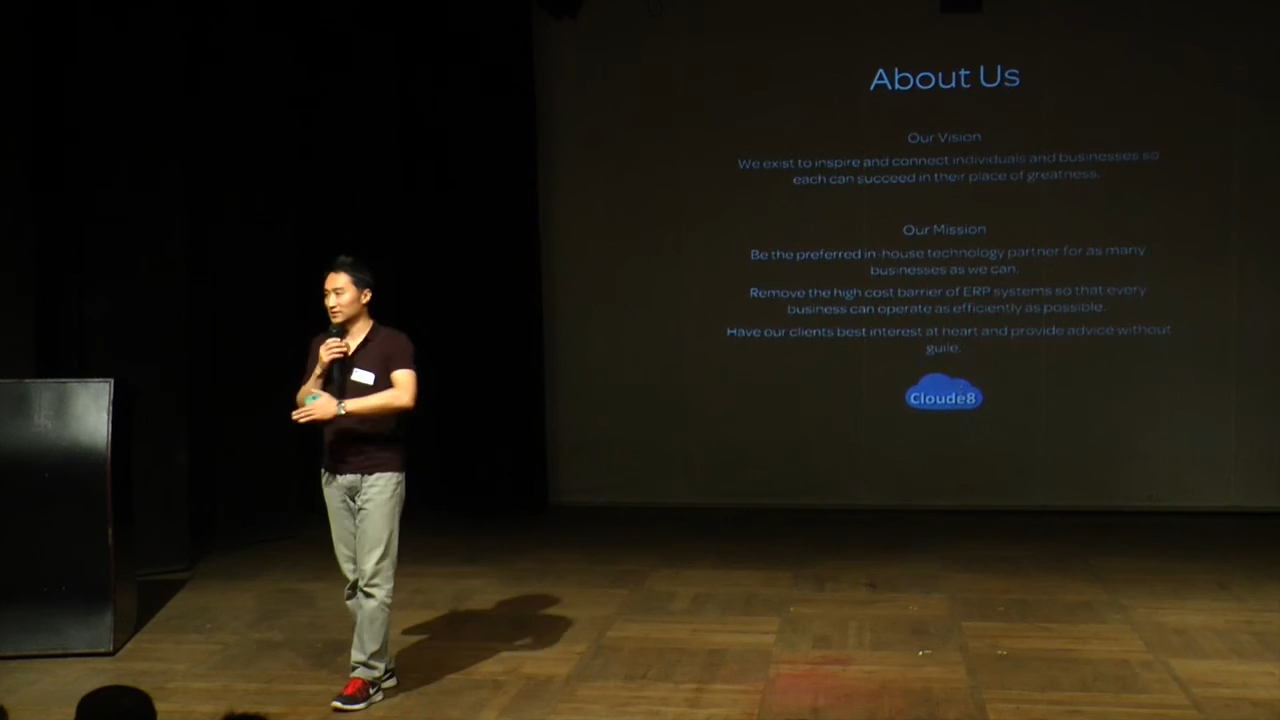 About Us
Our Vision
We exist to inspire and connect individuals and businesses so
each can succeed in their place of greatness.
Our Mission
Be the preferred in-house technology partner for as many
businesses as we can.
Remove the high cost barrier of ERP systems so that every
business can operate as efficiently as possible.
Have our clients best interest at heart and provide advice without
guile.
Cloude8